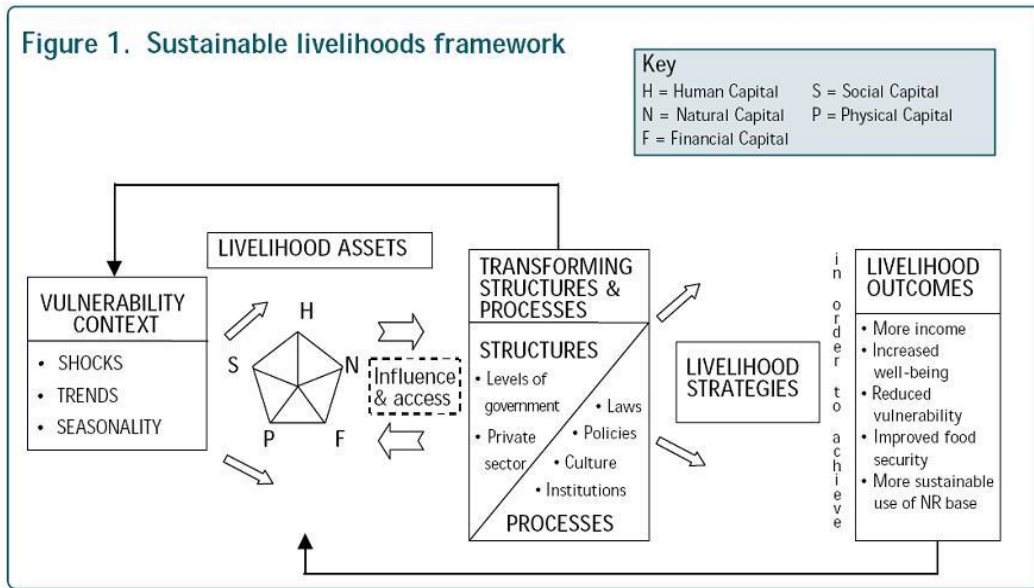 Figure 1. Sustainable livelihoods framework
Key
H = Human Capital S = Social Capital
N = Natural Capital P = Physical Capital
F = Financial Capital
LIVELIHOOD ASSETS
VULNERABILITY
CONTEXT
• SHOCKS
• TRENDS
• SEASONALITY
H
S
N
P
F
Influence
& access
TRANSFORMING
STRUCTURES &
PROCESSES
STRUCTURES
• Levels of
government
• Private
sector
• Laws
• Policies
• Culture
• Institutions
PROCESSES
LIVELIHOOD
STRATEGIES
in order to achieve
LIVELIHOOD
OUTCOMES
• More income
• Increased
well-being
• Reduced
vulnerability
• Improved food
security
• More sustainable
use of NR base